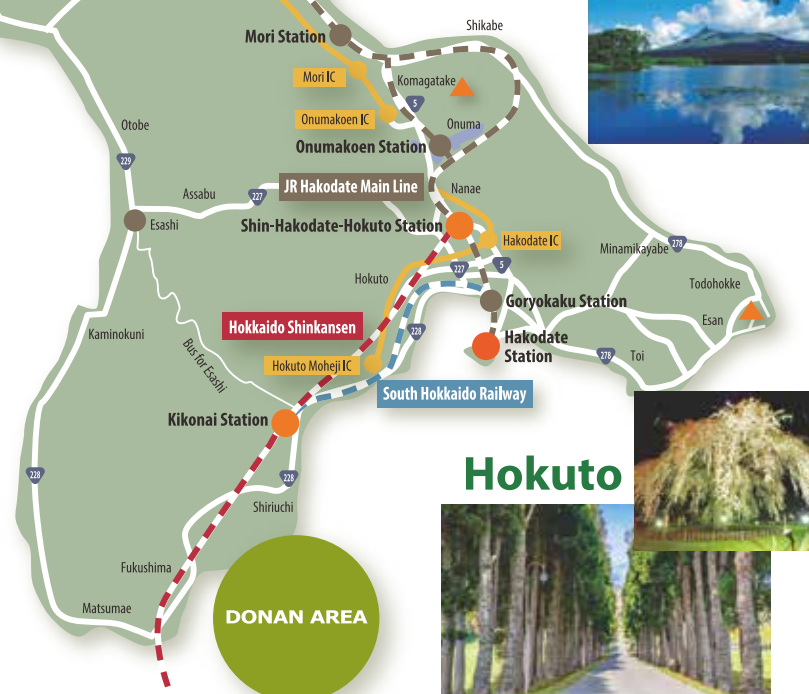 Shikabe
Mori Station
Mori IC
Komagatake
5
Onumakoen IC
Onuma
Otobe
Onumakoen Station
229
Assabu
227
JR Hakodate Main Line
Nanae
Esashi
Shin-Hakodate-Hokuto Station
Hakodate IC
Minamikayabe
278
227
5
Hokuto
Todohokke
Goryokaku Station
Esan
Hokkaido Shinkansen
228
Kaminokuni
Hakodate
Station
278
Toi
Bus for Esashi
Hokuto Moheji IC
South Hokkaido Railway
Kikonai Station
Hokuto
228
228
Shiriuchi
Fukushima
Matsumae
DONAN AREA